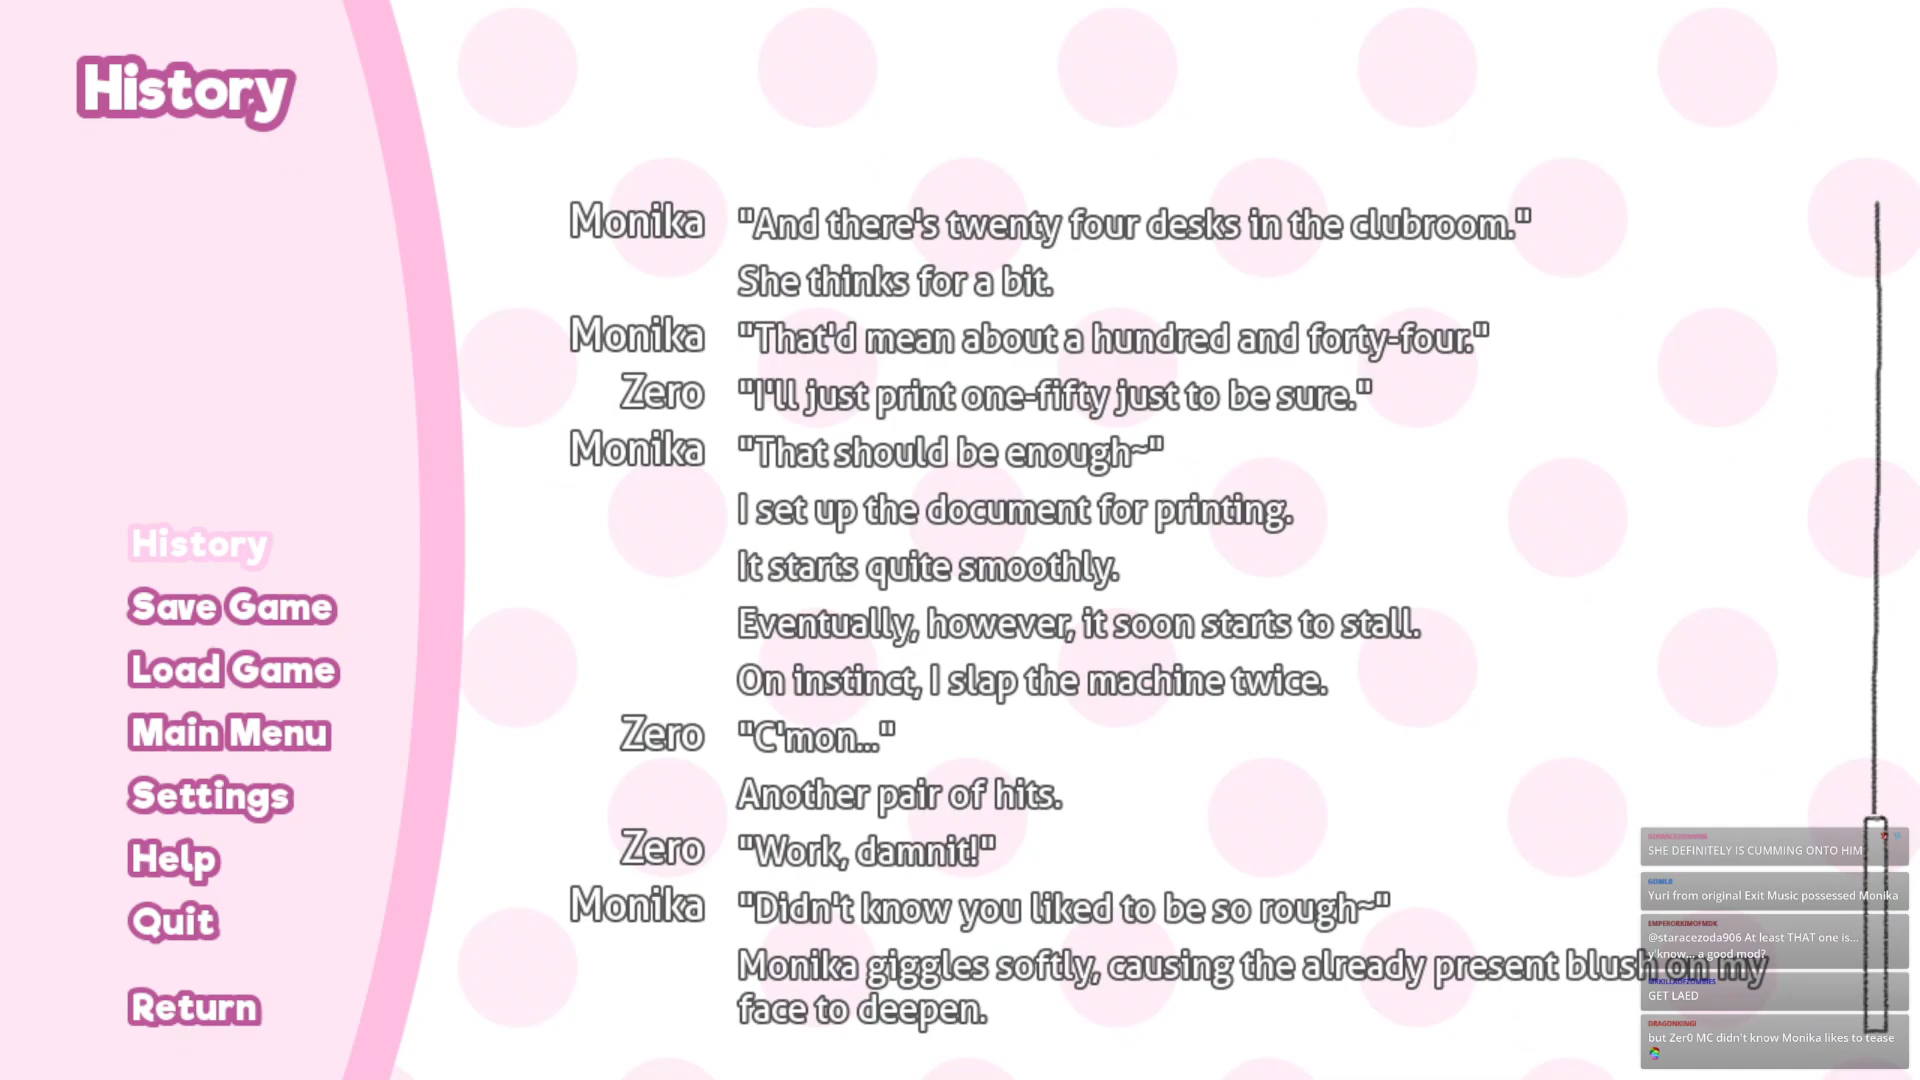 History
Monika "And there's twenty four desks in the clubroom."
She thinks for a bit.
Monika "That'd mean about a hundred and forty-four."
Zero "I'll just print one-fifty just to be sure."
Monika "That should be enough~"
I set up the document for printing.
It starts quite smoothly.
Eventually, however, it soon starts to stall.
On instinct, I slap the machine twice.
Zero "C'mon..."
Another pair of hits.
Zero "Work, damnit!"
Monika "Didn't know you liked to be so rough~"
Monika giggles softly, causing the already present blush on my
face to deepen.
History
Save Game
Load Game
Main Menu
Settings
Help
Quit
Return
SHE DEFINITELY IS CUMMING ONTO HIM
GOMLB
Yuri from original Exit Music possessed Monika
EMPERORKIMOFMDK
@staracezoda906 At least THAT one is...
y'know... a good mod?
MRKILLAOFZOMBIES
GET LAED
DRAGONKINGI
but Zer0 MC didn't know Monika likes to tease